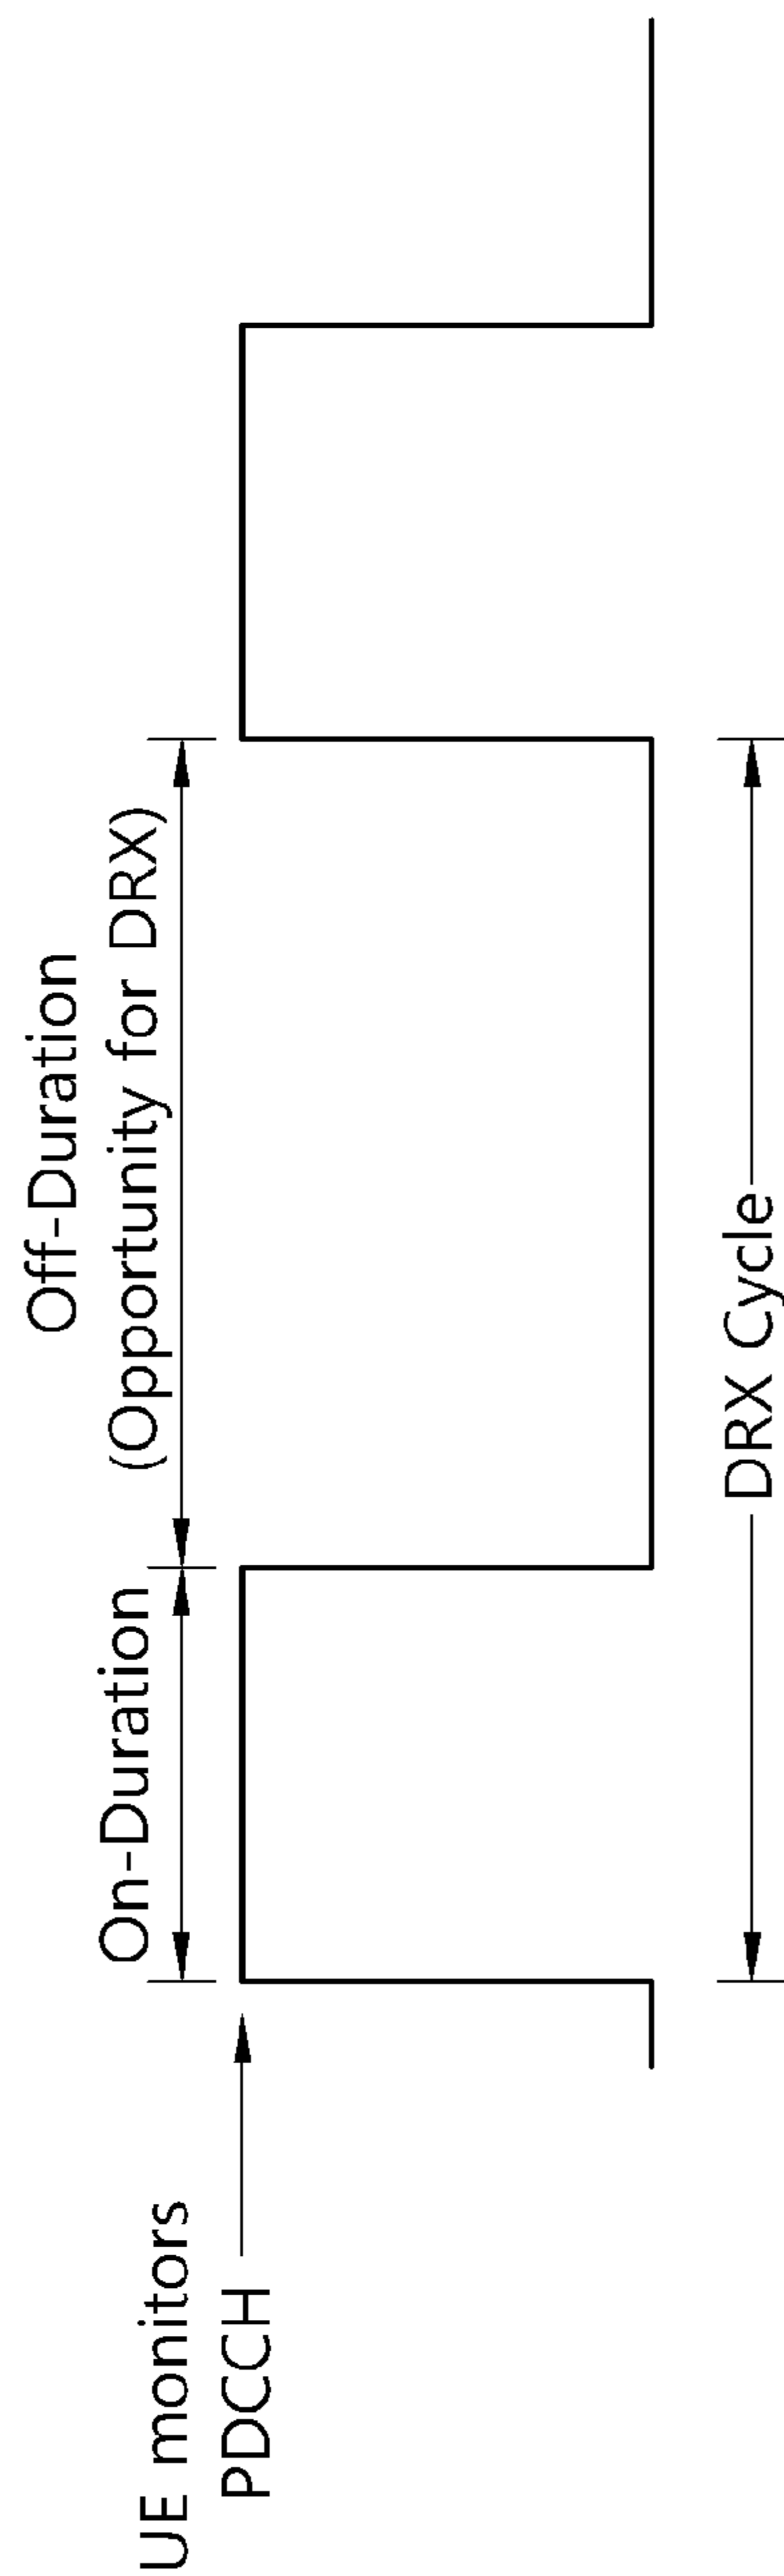 UE monitors
PDCCH
On-Duration
Off-Duration
(Opportunity for DRX)
DRX Cycle